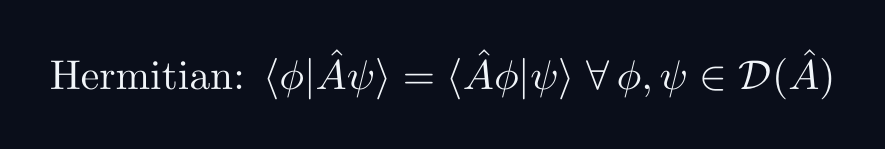 Hermitian: ⟨ϕ|Âψ⟩ = ⟨Âϕ|ψ⟩ ∀ ϕ, ψ ∈ 𝒟(Â)